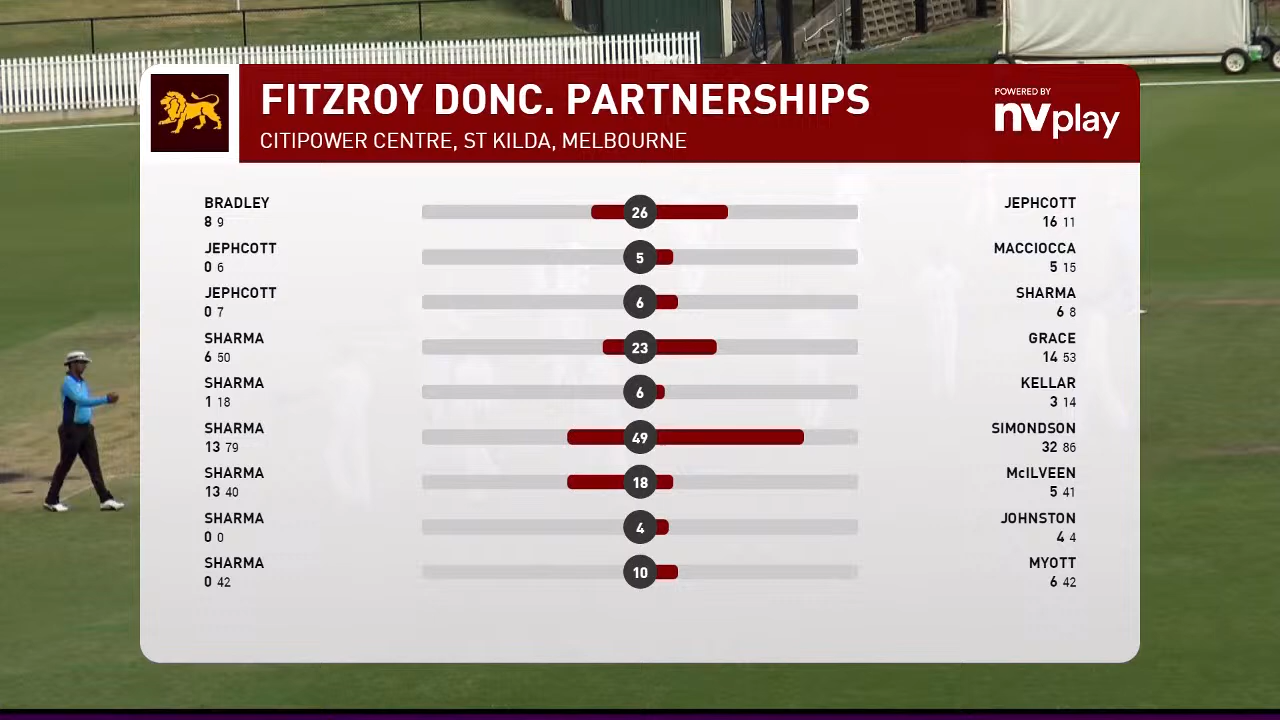 FITZROY DONC. PARTNERSHIPS
CITIPOWER CENTRE, ST KILDA, MELBOURNE
POWERED BY
nvplay
BRADLEY 26 JEPHCOTT
8 9 16 11
JEPHCOTT 5 MACCIOCCA
0 6 5 15
JEPHCOTT 6 SHARMA
0 7 6 8
SHARMA 23 GRACE
6 50 14 53
SHARMA 6 KELLAR
1 18 3 14
SHARMA 49 SIMONDSON
13 79 32 86
SHARMA 18 McILVEEN
13 40 5 41
SHARMA 4 JOHNSTON
0 0 4 4
SHARMA 10 MYOTT
0 42 6 42